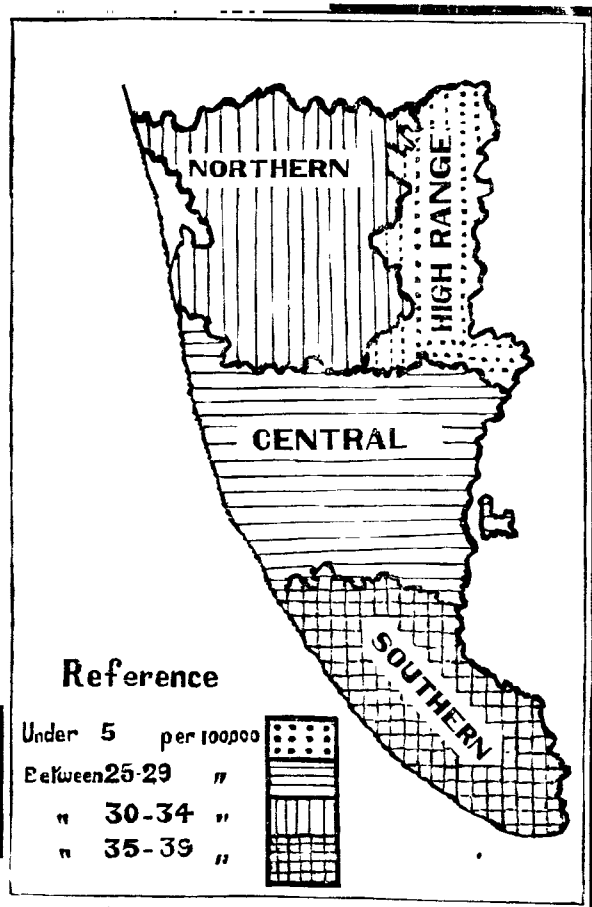 NORTHERN
HIGH RANGE
CENTRAL
SOUTHERN
Reference
Under 5 per 100,000
Between 25-29 "
" 30-34 "
" 35-39 "